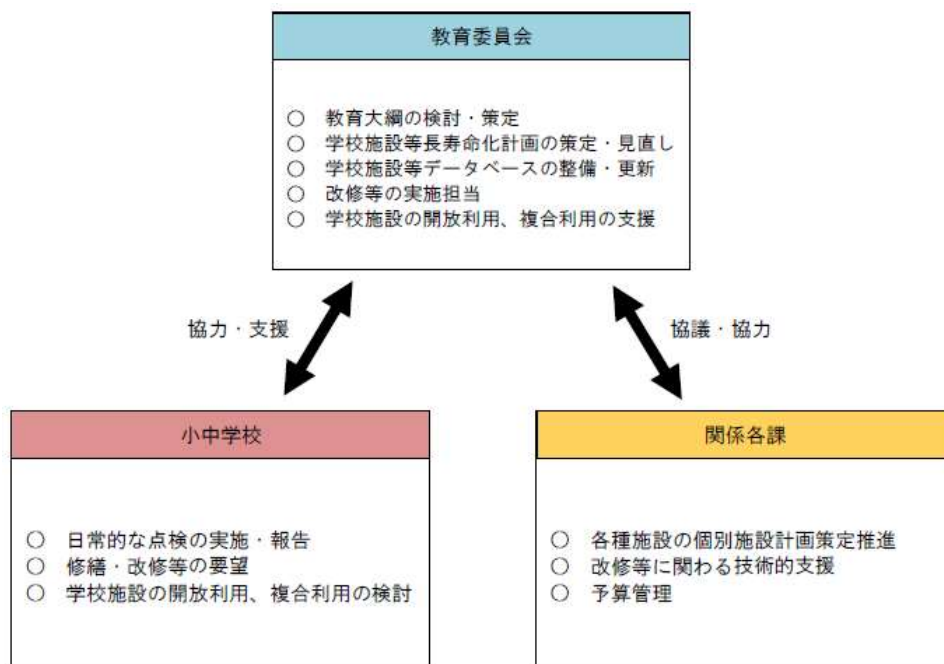 教育委員会
○ 教育大綱の検討・策定
○ 学校施設等長寿命化計画の策定・見直し
○ 学校施設等データベースの整備・更新
○ 改修等の実施担当
○ 学校施設の開放利用、複合利用の支援
協力・支援
協議・協力
小中学校
○ 日常的な点検の実施・報告
○ 修繕・改修等の要望
○ 学校施設の開放利用、複合利用の検討
関係各課
○ 各種施設の個別施設計画策定推進
○ 改修等に関わる技術的支援
○ 予算管理